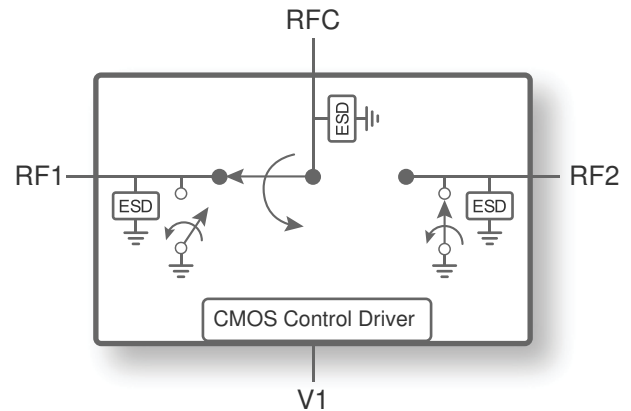 RFC
ESD
RF1
RF2
ESD
ESD
CMOS Control Driver
V1